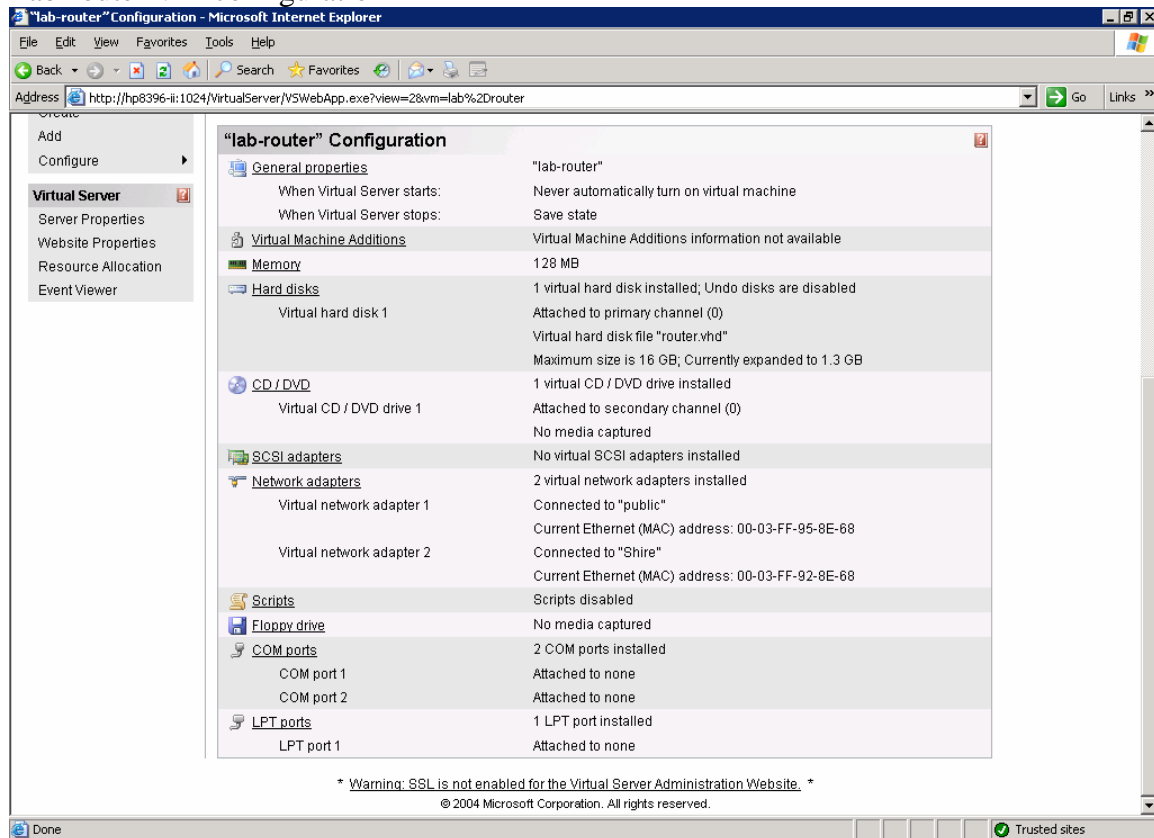 "lab-router" Configuration - Microsoft Internet Explorer
File Edit View Favorites Tools Help
Back Search Favorites
Address http://hp8396-ii:1024/VirtualServer/VSWebApp.exe?view=2&vm=lab%2Drouter Go Links »
Add
Configure
Virtual Server
Server Properties
Website Properties
Resource Allocation
Event Viewer
“lab-router” Configuration
General properties "lab-router"
When Virtual Server starts: Never automatically turn on virtual machine
When Virtual Server stops: Save state
Virtual Machine Additions Virtual Machine Additions information not available
Memory 128 MB
Hard disks 1 virtual hard disk installed; Undo disks are disabled
Virtual hard disk 1 Attached to primary channel (0)
Virtual hard disk file "router.vhd"
Maximum size is 16 GB; Currently expanded to 1.3 GB
CD / DVD 1 virtual CD / DVD drive installed
Virtual CD / DVD drive 1 Attached to secondary channel (0)
No media captured
SCSI adapters No virtual SCSI adapters installed
Network adapters 2 virtual network adapters installed
Virtual network adapter 1 Connected to "public"
Current Ethernet (MAC) address: 00-03-FF-95-8E-68
Virtual network adapter 2 Connected to "Shire"
Current Ethernet (MAC) address: 00-03-FF-92-8E-68
Scripts Scripts disabled
Floppy drive No media captured
COM ports 2 COM ports installed
COM port 1 Attached to none
COM port 2 Attached to none
LPT ports 1 LPT port installed
LPT port 1 Attached to none
* Warning: SSL is not enabled for the Virtual Server Administration Website. *
© 2004 Microsoft Corporation. All rights reserved.
Done Trusted sites